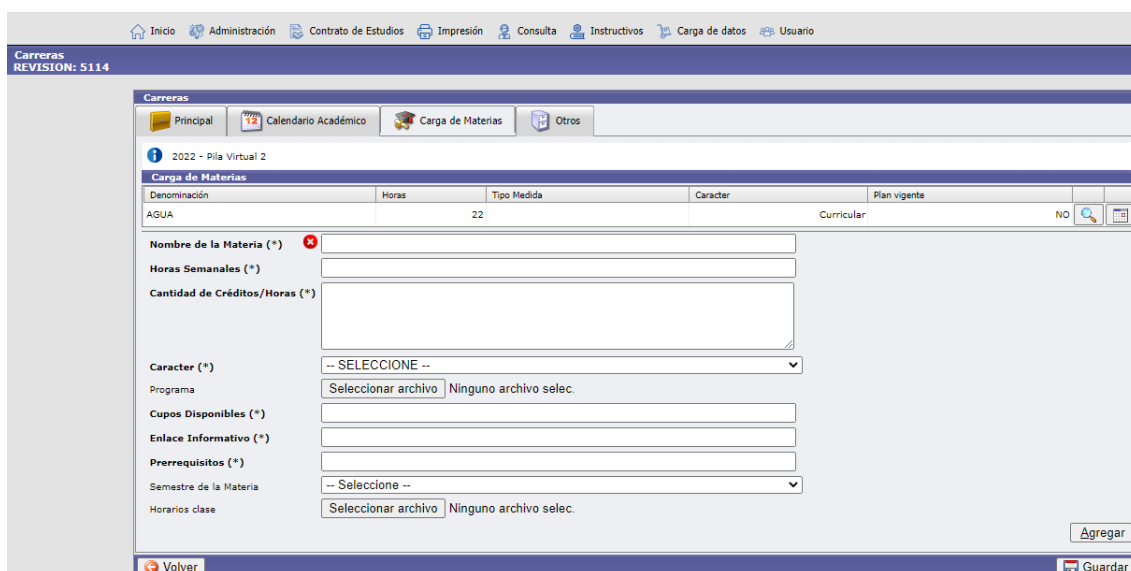 Inicio Administración Contrato de Estudios Impresión Consulta Instructivos Carga de datos Usuario
Carreras
REVISION: 5114
Carreras
Principal 12 Calendario Académico Carga de Materias Otros
2022 - Pila Virtual 2
Carga de Materias
Denominación Horas Tipo Medida Caracter Plan vigente
AGUA 22 Curricular NO
Nombre de la Materia (*)
Horas Semanales (*)
Cantidad de Créditos/Horas (*)
Caracter (*) -- SELECCIONE --
Programa Seleccionar archivo Ninguno archivo selec.
Cupos Disponibles (*)
Enlace Informativo (*)
Prerrequisitos (*)
Semestre de la Materia -- Seleccione --
Horarios clase Seleccionar archivo Ninguno archivo selec.
Agregar
Volver Guardar